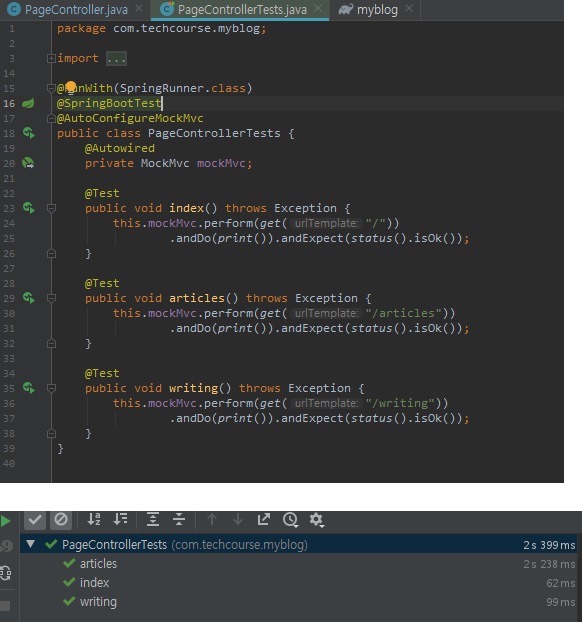 PageController.java PageControllerTests.java myblog
1 package com.techcourse.myblog;
2
3 import ...
14
15 @RunWith(SpringRunner.class)
16 @SpringBootTest
17 @AutoConfigureMockMvc
18 public class PageControllerTests {
19 @Autowired
20 private MockMvc mockMvc;
21
22 @Test
23 public void index() throws Exception {
24 this.mockMvc.perform(get( urlTemplate: "/"))
25 .andDo(print()).andExpect(status().isOk());
26 }
27
28 @Test
29 public void articles() throws Exception {
30 this.mockMvc.perform(get( urlTemplate: "/articles"))
31 .andDo(print()).andExpect(status().isOk());
32 }
33
34 @Test
35 public void writing() throws Exception {
36 this.mockMvc.perform(get( urlTemplate: "/writing"))
37 .andDo(print()).andExpect(status().isOk());
38 }
39 }
40
PageControllerTests (com.techcourse.myblog) 2 s 399 ms
articles 2 s 238 ms
index 62 ms
writing 99 ms